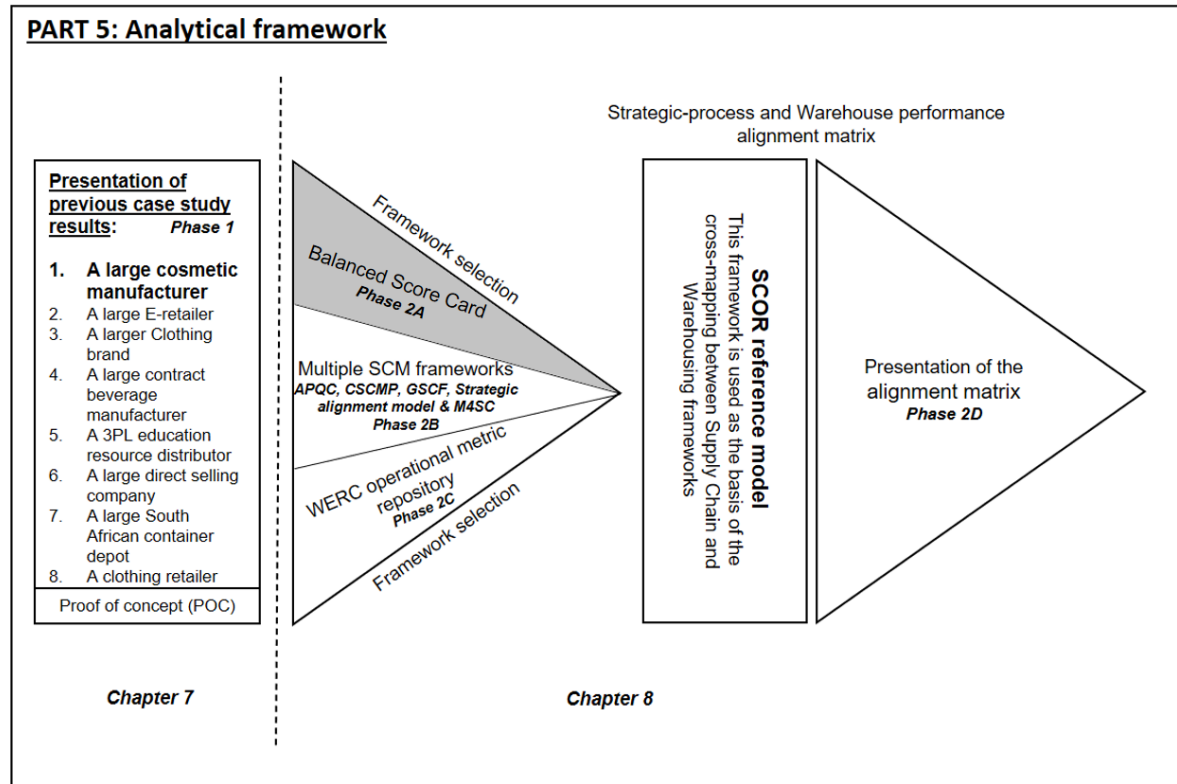 PART 5: Analytical framework
Strategic-process and Warehouse performance
alignment matrix
Presentation of
previous case study
results: Phase 1
1. A large cosmetic
manufacturer
2. A large E-retailer
3. A larger Clothing
brand
4. A large contract
beverage
manufacturer
5. A 3PL education
resource distributor
6. A large direct selling
company
7. A large South
African container
depot
8. A clothing retailer
Proof of concept (POC)
Framework selection
Balanced Score Card
Phase 2A
Multiple SCM frameworks
APQC, CSCMP, GSCF, Strategic
alignment model & M4SC
Phase 2B
WERC operational metric
repository
Phase 2C
Framework selection
SCOR reference model
This framework is used as the basis of the
cross-mapping between Supply Chain and
Warehousing frameworks
Presentation of the
alignment matrix
Phase 2D
Chapter 7
Chapter 8